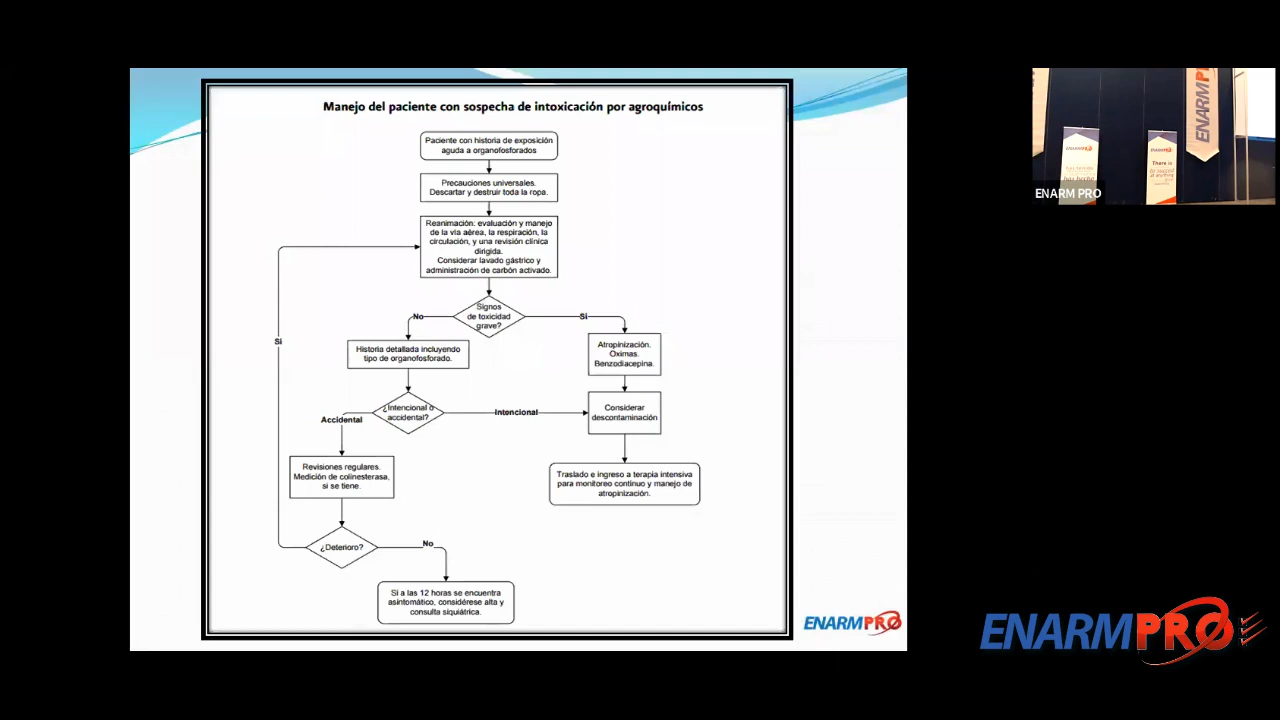 Manejo del paciente con sospecha de intoxicación por agroquímicos
Paciente con historia de exposición
aguda a organofosforados
Precauciones universales.
Descartar y destruir toda la ropa.
Reanimación: evaluación y manejo
de la vía aérea, la respiración, la
circulación, y una revisión clínica
dirigida.
Considerar lavado gástrico y
administración de carbón activado.
Signos
de toxicidad
grave?
No
Si
Historia detallada incluyendo
tipo de organofosforado.
Atropinización.
Oximas.
Benzodiacepina.
¿Intencional o
accidental?
Accidental
Intencional
Considerar
descontaminación
Revisiones regulares.
Medición de colinesterasa,
si se tiene.
Traslado e ingreso a terapia intensiva
para monitoreo continuo y manejo de
atropinización.
¿Deterioro?
Si
No
Si a las 12 horas se encuentra
asintomático, considérese alta y
consulta siquiátrica.
ENARMPRO
ENARMPRO
ENARMPRO
There is
ENARM PRO
ENARMPRO